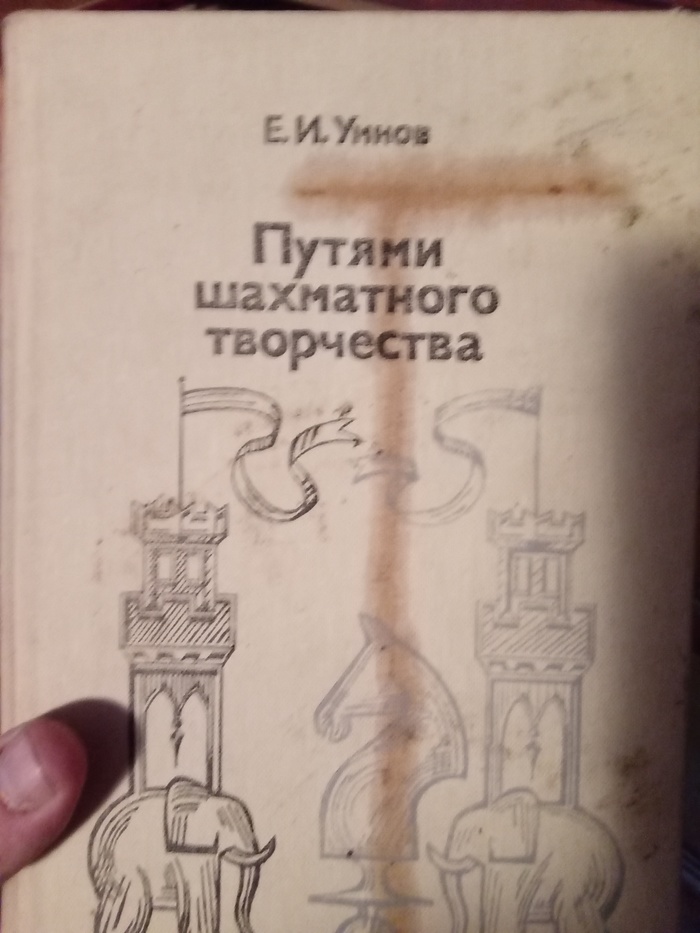 Е. И. Умнов
Путями
шахматного
творчества